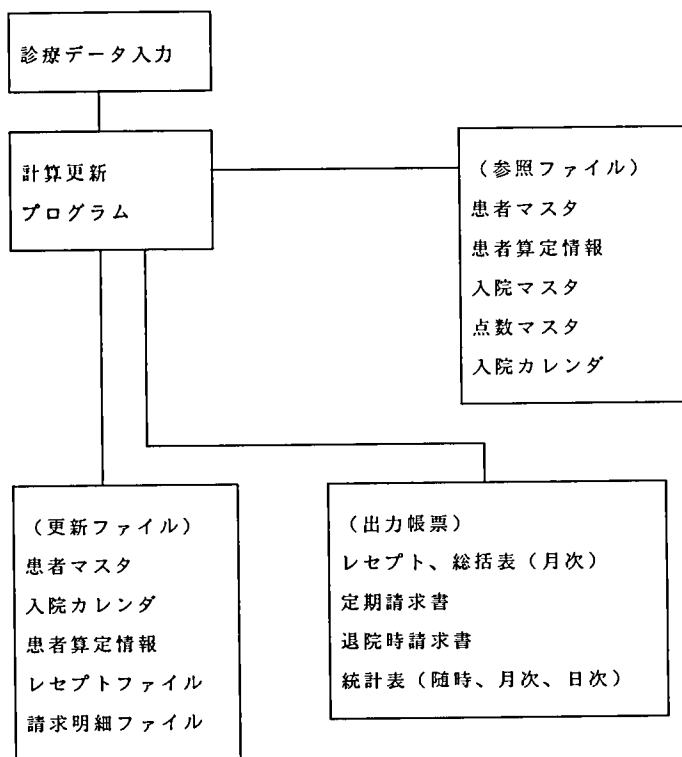 診療データ入力
計算更新
プログラム
（参照ファイル）
患者マスタ
患者算定情報
入院マスタ
点数マスタ
入院カレンダ
（更新ファイル）
患者マスタ
入院カレンダ
患者算定情報
レセプトファイル
請求明細ファイル
（出力帳票）
レセプト、総括表（月次）
定期請求書
退院時請求書
統計表（随時、月次、日次）